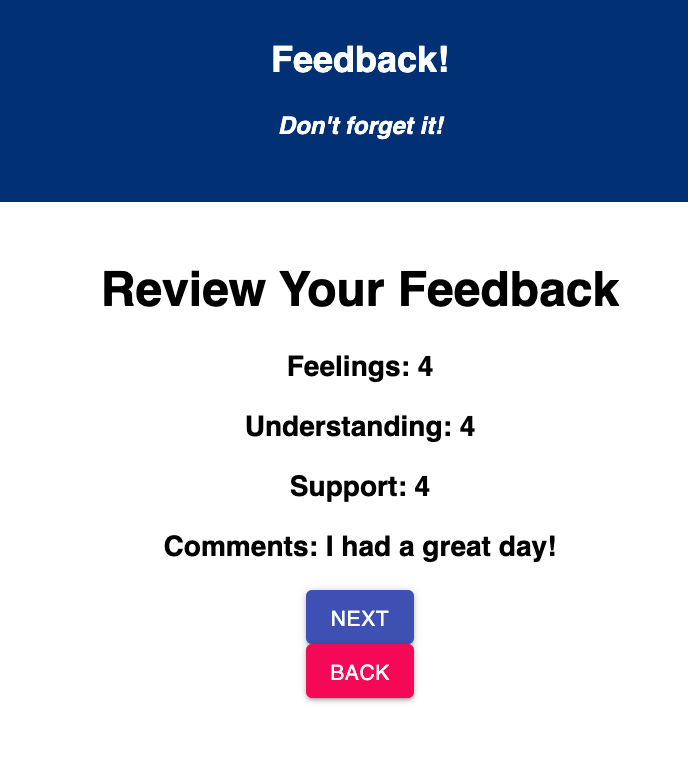 Feedback!
Don't forget it!
Review Your Feedback
Feelings: 4
Understanding: 4
Support: 4
Comments: I had a great day!
NEXT
BACK